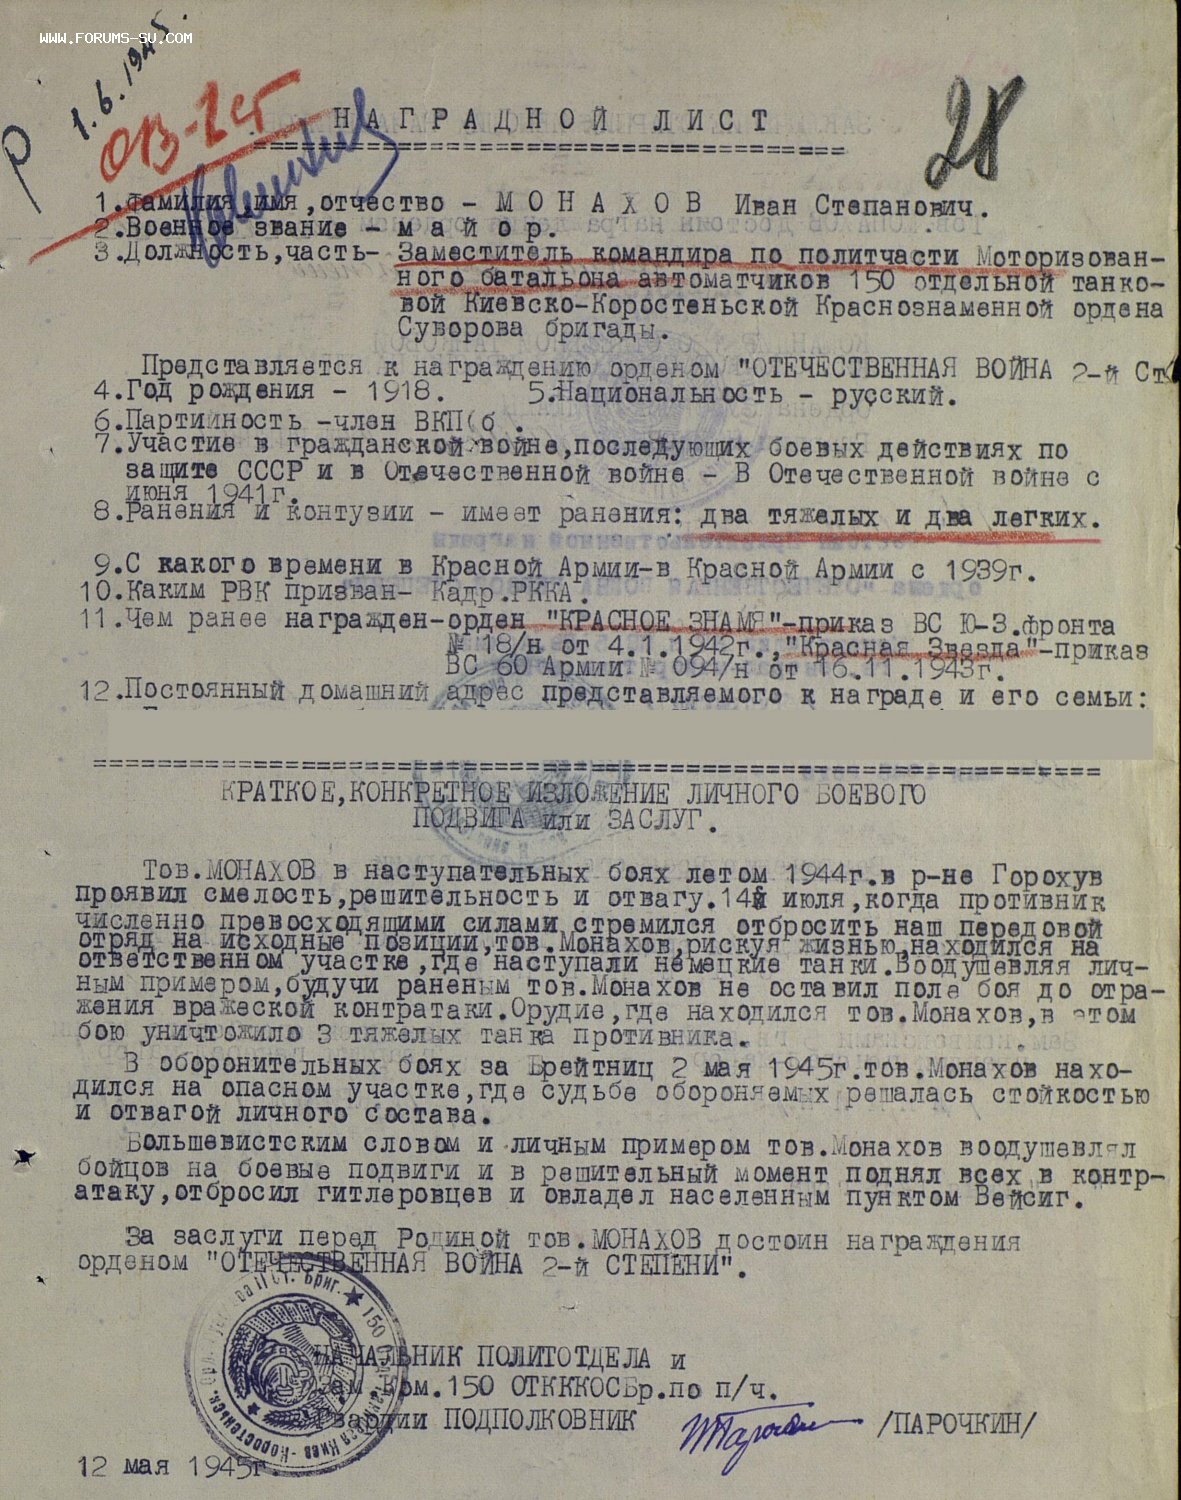 WWW.FORUMS-SU.COM
1.6.1945.
ОВ-2ст
28
НАГРАДНОЙ ЛИСТ
1.Фамилия,имя,отчество - МОНАХОВ Иван Степанович.
2.Военное звание - майор.
3.Должность,часть- Заместитель командира по политчасти Моторизован-
ного батальона автоматчиков 150 отдельной танко-
вой Киевско-Коростеньской Краснознаменной ордена
Суворова бригады.
Представляется к награждению орденом "ОТЕЧЕСТВЕННАЯ ВОЙНА 2-й Ст
4.Год рождения - 1918. 5.Национальность - русский.
6.Партийность -член ВКП(б .
7.Участие в гражданской войне,последующих боевых действиях по
защите СССР и в Отечественной войне - В Отечественной войне с
июня 1941г.
8.Ранения и контузии - имеет ранения: два тяжелых и два легких.
9.С какого времени в Красной Армии-в Красной Армии с 1939г.
10.Каким РВК призван- Кадр.РККА.
11.Чем ранее награжден-орден "КРАСНОЕ ЗНАМЯ"-приказ ВС Ю-З.фронта
№ 18/н от 4.1.1942г.,"Красная Звезда"-приказ
ВС 60 Армии № 094/н от 16.11.1943г.
12.Постоянный домашний адрес представляемого к награде и его семьи:
КРАТКОЕ,КОНКРЕТНОЕ ИЗЛОЖЕНИЕ ЛИЧНОГО БОЕВОГО
ПОДВИГА или ЗАСЛУГ.
Тов.МОНАХОВ в наступательных боях летом 1944г.в р-не Горохув
проявил смелость,решительность и отвагу.14 июля,когда противник
численно превосходящими силами стремился отбросить наш передовой
отряд на исходные позиции,тов.Монахов,рискуя жизнью,находился на
ответственном участке,где наступали немецкие танки.Воодушевляя лич-
ным примером,будучи раненым тов.Монахов не оставил поле боя до отра-
жения вражеской контратаки.Орудие,где находился тов.Монахов,в этом
бою уничтожило 3 тяжелых танка противника.
В оборонительных боях за Брейтниц 2 мая 1945г.тов.Монахов нахо-
дился на опасном участке,где судьбе обороняемых решалась стойкостью
и отвагой личного состава.
Большевистским словом и личным примером тов.Монахов воодушевлял
бойцов на боевые подвиги и в решительный момент поднял всех в контр-
атаку,отбросил гитлеровцев и овладел населенным пунктом Вейсиг.
За заслуги перед Родиной тов.МОНАХОВ достоин награждения
орденом "ОТЕЧЕСТВЕННАЯ ВОЙНА 2-й СТЕПЕНИ".
НАЧАЛЬНИК ПОЛИТОТДЕЛА и
Зам.Ком.150 ОТКККОСБр.по п/ч.
Гвардии ПОДПОЛКОВНИК /ПАРОЧКИН/
12 мая 1945г.